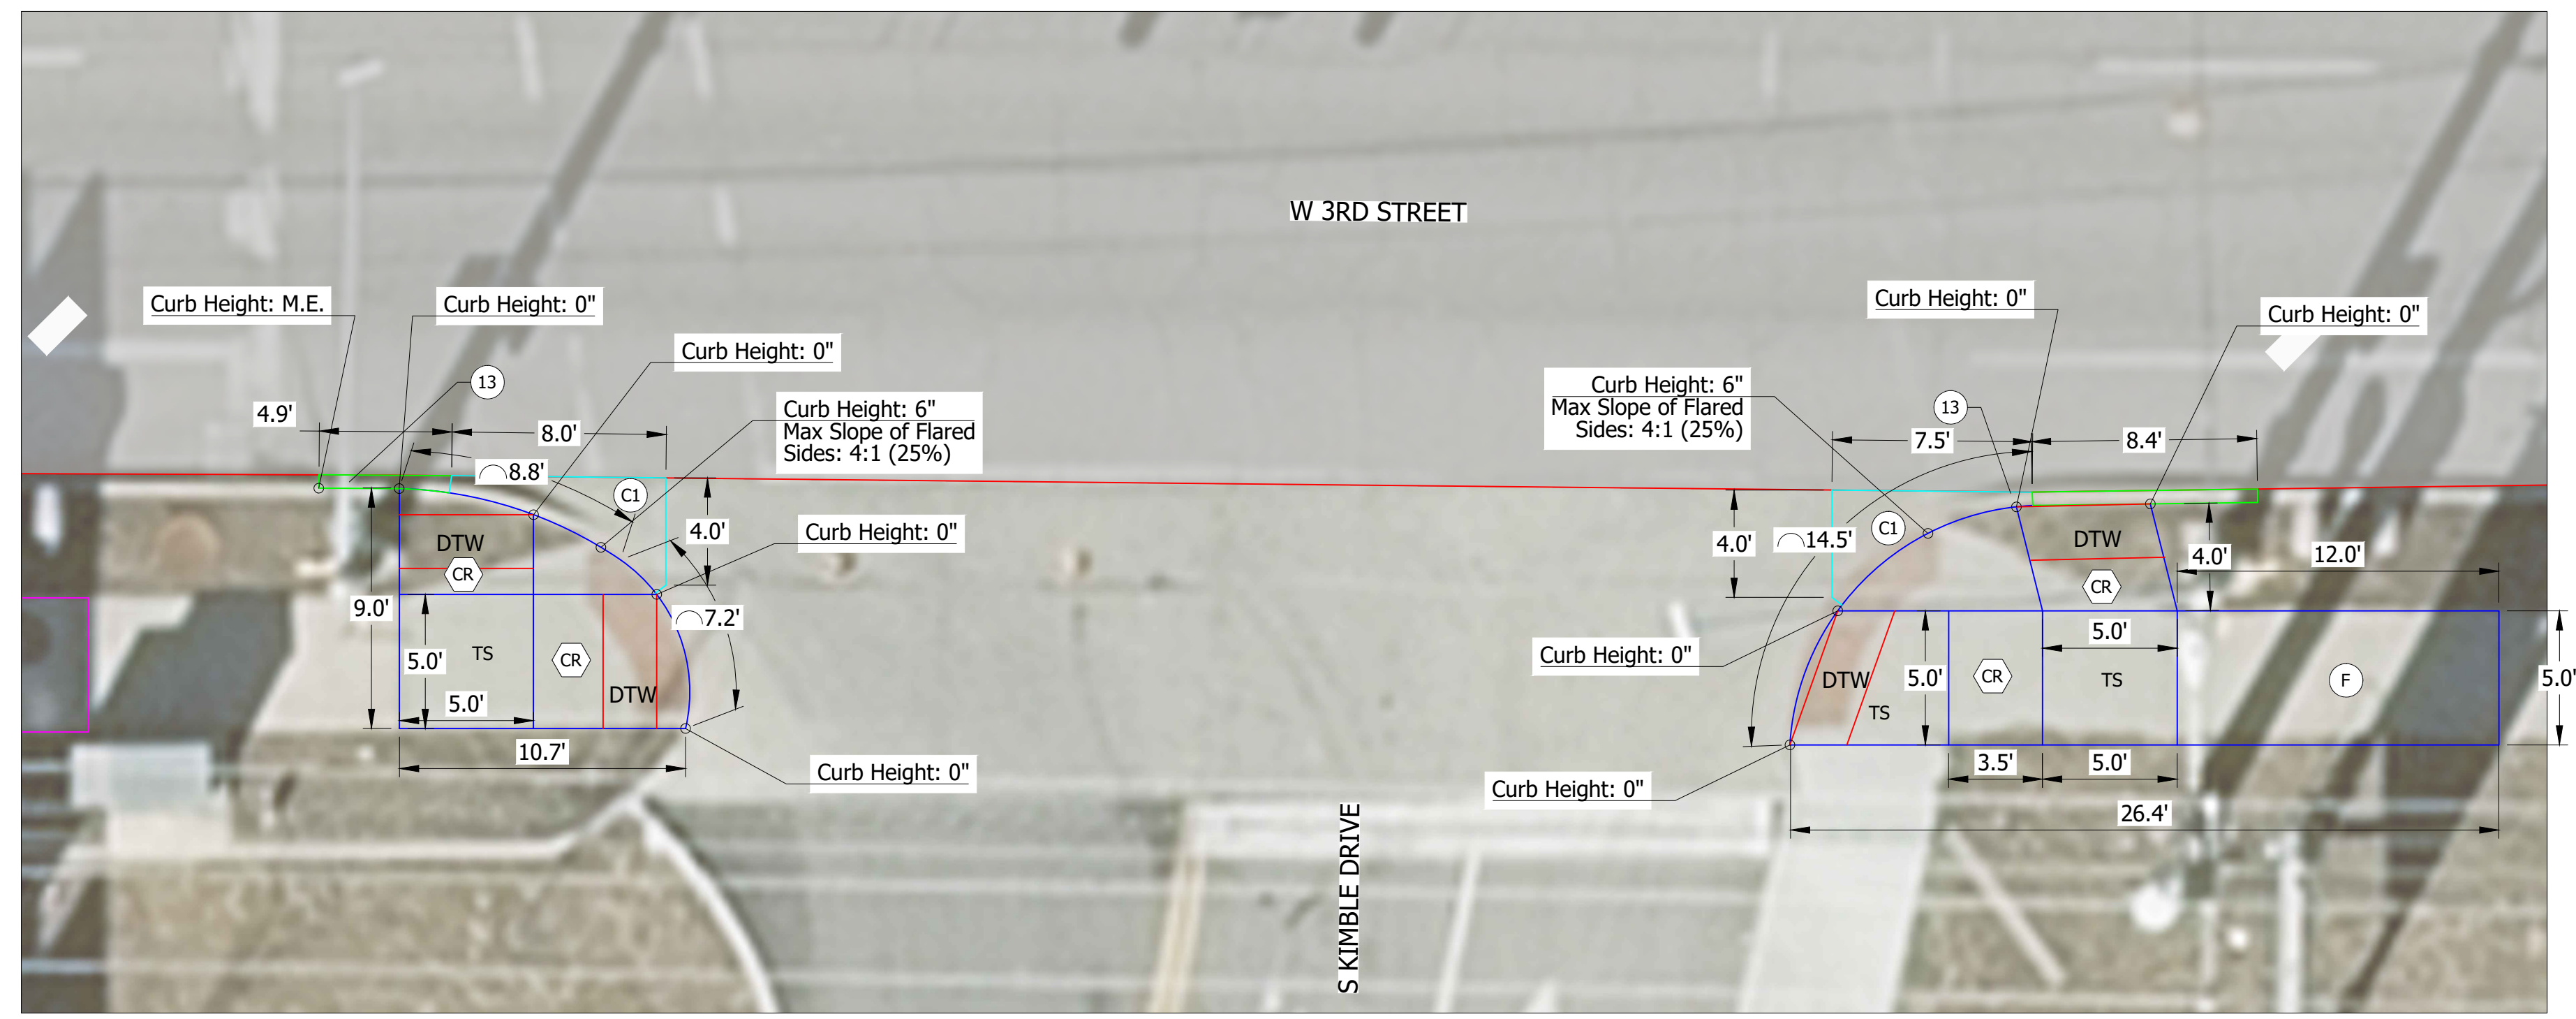 W 3RD STREET
Curb Height: M.E.
Curb Height: 0"
Curb Height: 0"
13
4.9'
8.0'
8.8'
Curb Height: 6"
Max Slope of Flared
Sides: 4:1 (25%)
C1
4.0'
Curb Height: 0"
DTW
CR
9.0'
7.2'
5.0'
TS
CR
DTW
5.0'
10.7'
Curb Height: 0"
S KIMBLE DRIVE
Curb Height: 0"
Curb Height: 0"
Curb Height: 6"
Max Slope of Flared
Sides: 4:1 (25%)
13
7.5'
8.4'
C1
4.0'
14.5'
DTW
4.0'
12.0'
CR
Curb Height: 0"
5.0'
DTW
TS
5.0'
CR
TS
F
5.0'
3.5'
5.0'
Curb Height: 0"
26.4'